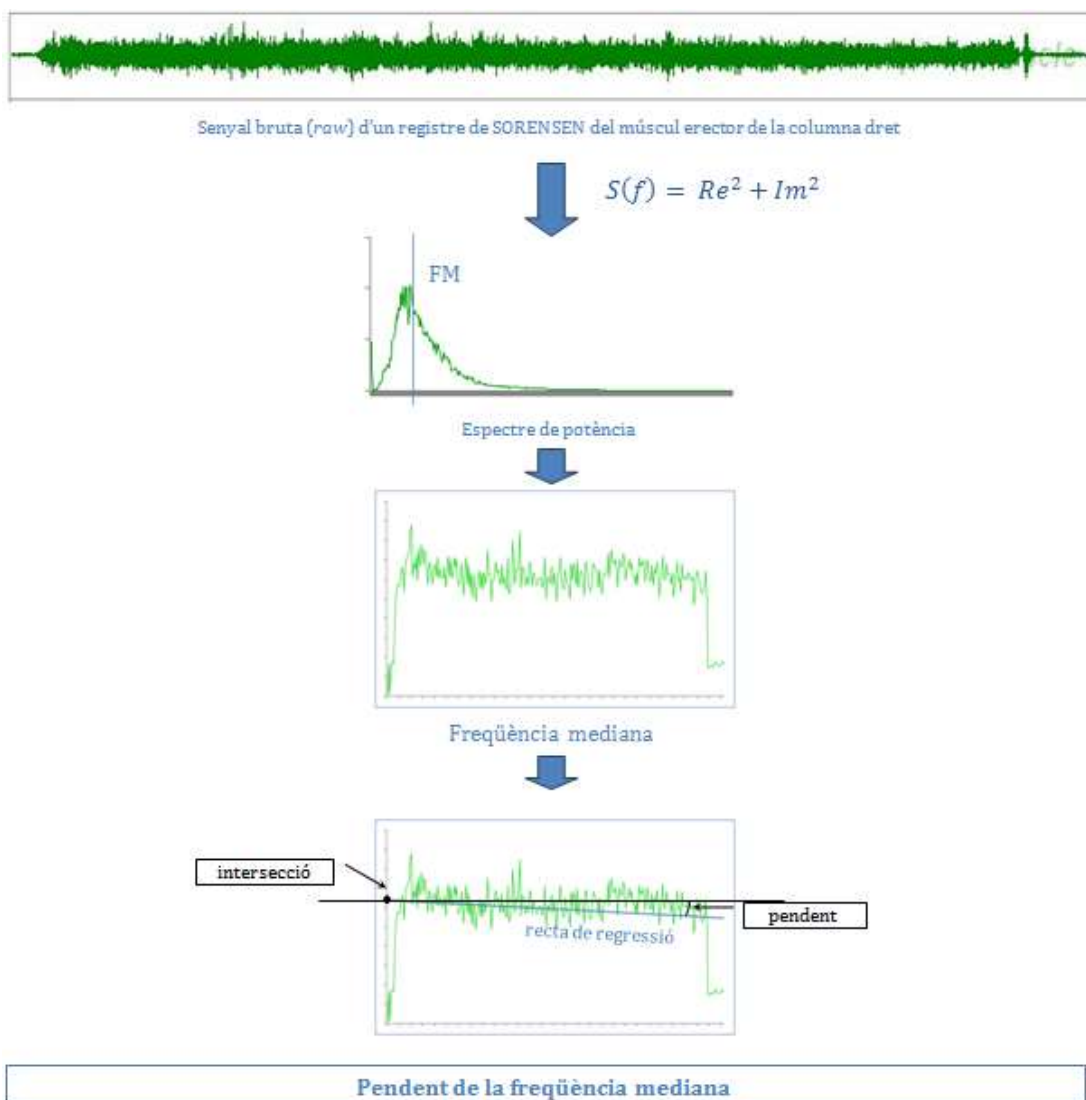 Senyal bruta (raw) d'un registre de SORENSEN del múscul erector de la columna dret
S(f) = Re² + Im²
FM
Espectre de potència
Freqüència mediana
intersecció
pendent
recta de regressió
Pendent de la freqüència mediana